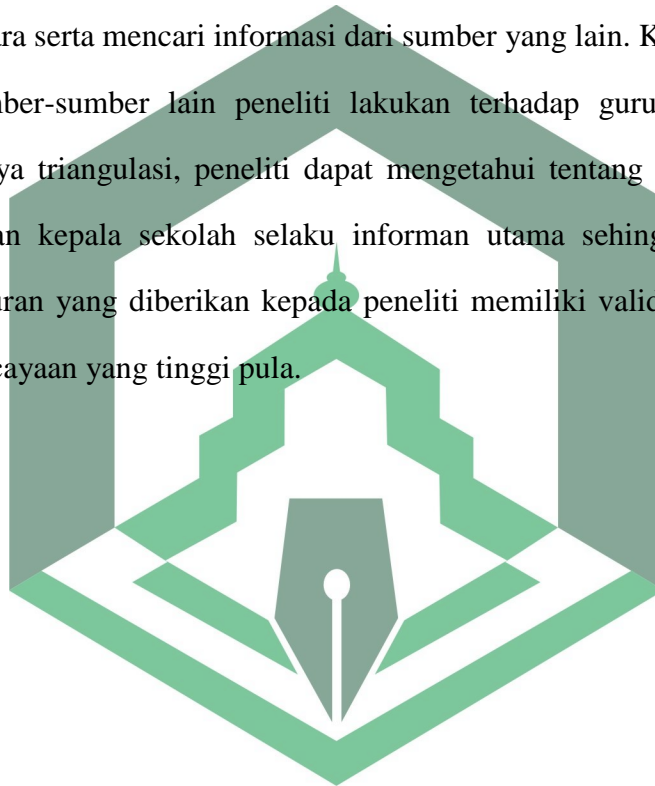 ara serta mencari informasi dari sumber yang lain. K
ber-sumber lain peneliti lakukan terhadap guru
ya triangulasi, peneliti dapat mengetahui tentang
an kepala sekolah selaku informan utama sehing
uran yang diberikan kepada peneliti memiliki valid
cayaan yang tinggi pula.